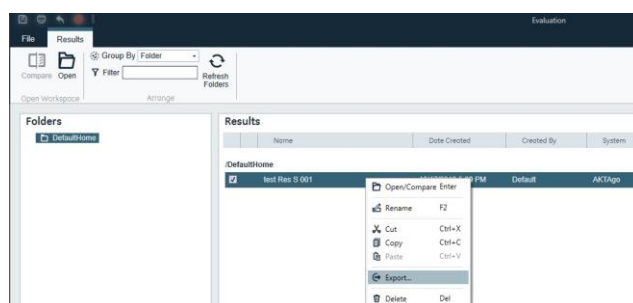 Evaluation
File Results
Compare Open
Group By Folder
Filter
Refresh Folders
Open Workspace Arrange
Folders
DefaultHome
Results
Name Date Created Created By System
/DefaultHome
test Res S 001 PM Default AKTAgo
Open/Compare Enter
Rename F2
Cut Ctrl+X
Copy Ctrl+C
Paste Ctrl+V
Export...
Delete Del